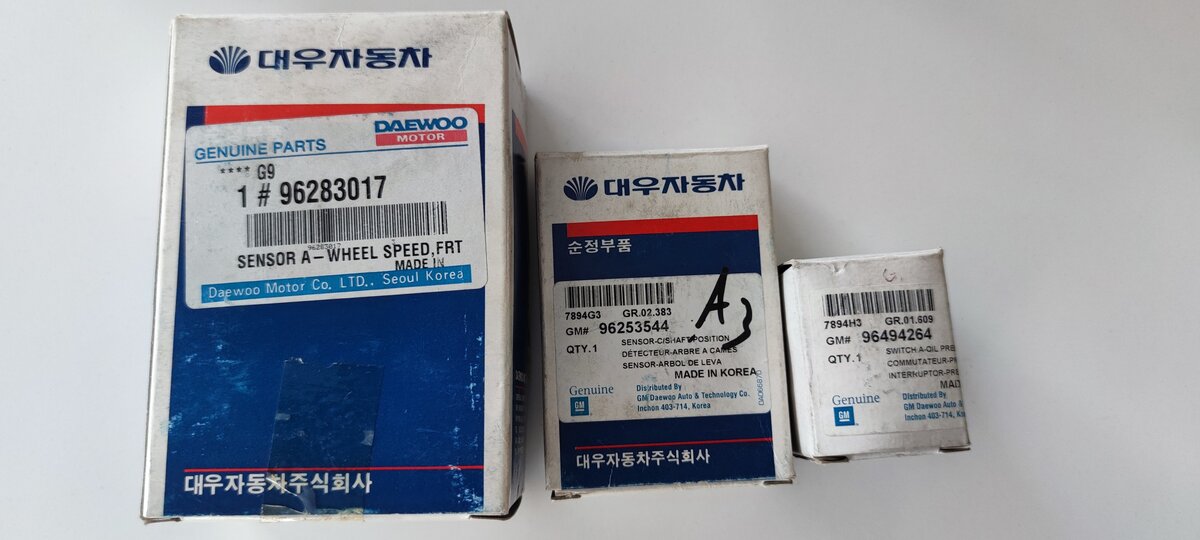 대우자동차
DAEWOO
MOTOR
GENUINE PARTS
**** G9
1 # 96283017
96283017
SENSOR A-WHEEL SPEED,FRT
MADE IN
Daewoo Motor Co. LTD., Seoul Korea
대우자동차주식회사
대우자동차
순정부품
7894G3 GR.02.383
GM# 96253544
SENSOR-C/SHAFT POSITION
QTY.1
DÉTECTEUR-ARBRE A CAMES
SENSOR-ARBOL DE LEVA
MADE IN KOREA
A3
Genuine
GM
Distributed By
GM Daewoo Auto & Technology Co.
Inchon 403-714, Korea
대우자동차주식회사
G.
7894H3 GR.01.609
GM# 96494264
SWITCH A-OIL PRE
QTY.1
COMMUTATEUR-PR
INTERRUPTOR-PRE
MAD
Genuine
GM
Distributed By
GM Daewoo Auto &
Inchon 403-714, Kor